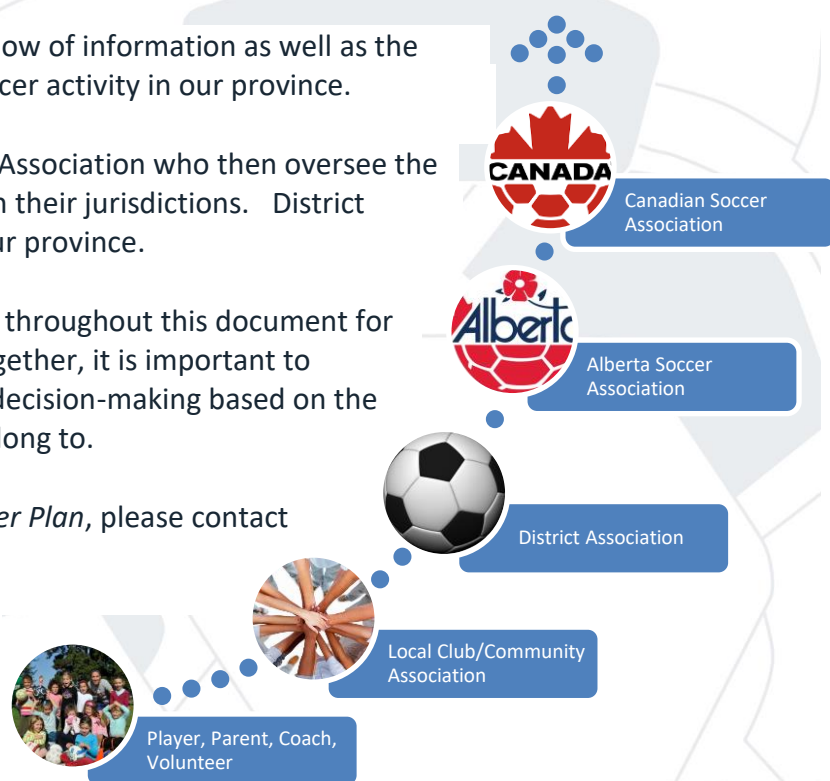 ow of information as well as the
cer activity in our province.
Association who then oversee the
n their jurisdictions. District
ur province.
throughout this document for
gether, it is important to
decision-making based on the
long to.
er Plan, please contact
CANADA
Canadian Soccer
Association
Alberta
Alberta Soccer
Association
District Association
Local Club/Community
Association
Player, Parent, Coach,
Volunteer